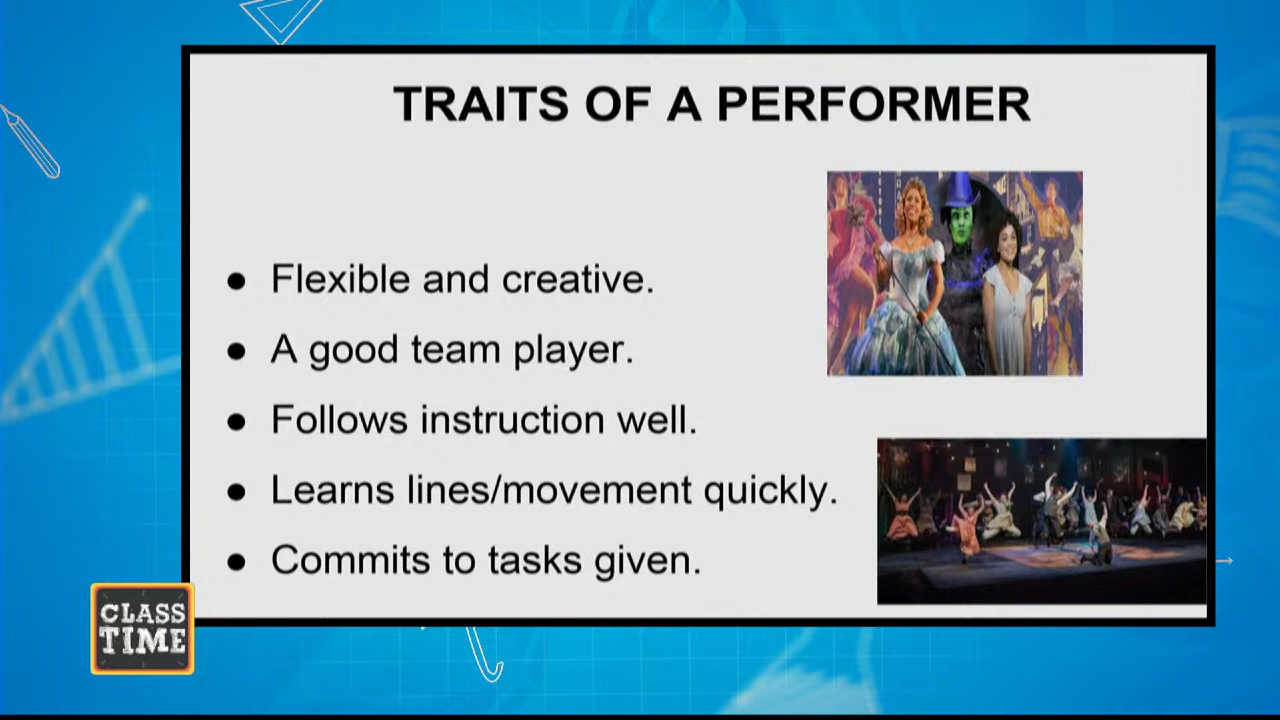 TRAITS OF A PERFORMER
● Flexible and creative.
● A good team player.
● Follows instruction well.
● Learns lines/movement quickly.
● Commits to tasks given.
CLASS
TIME